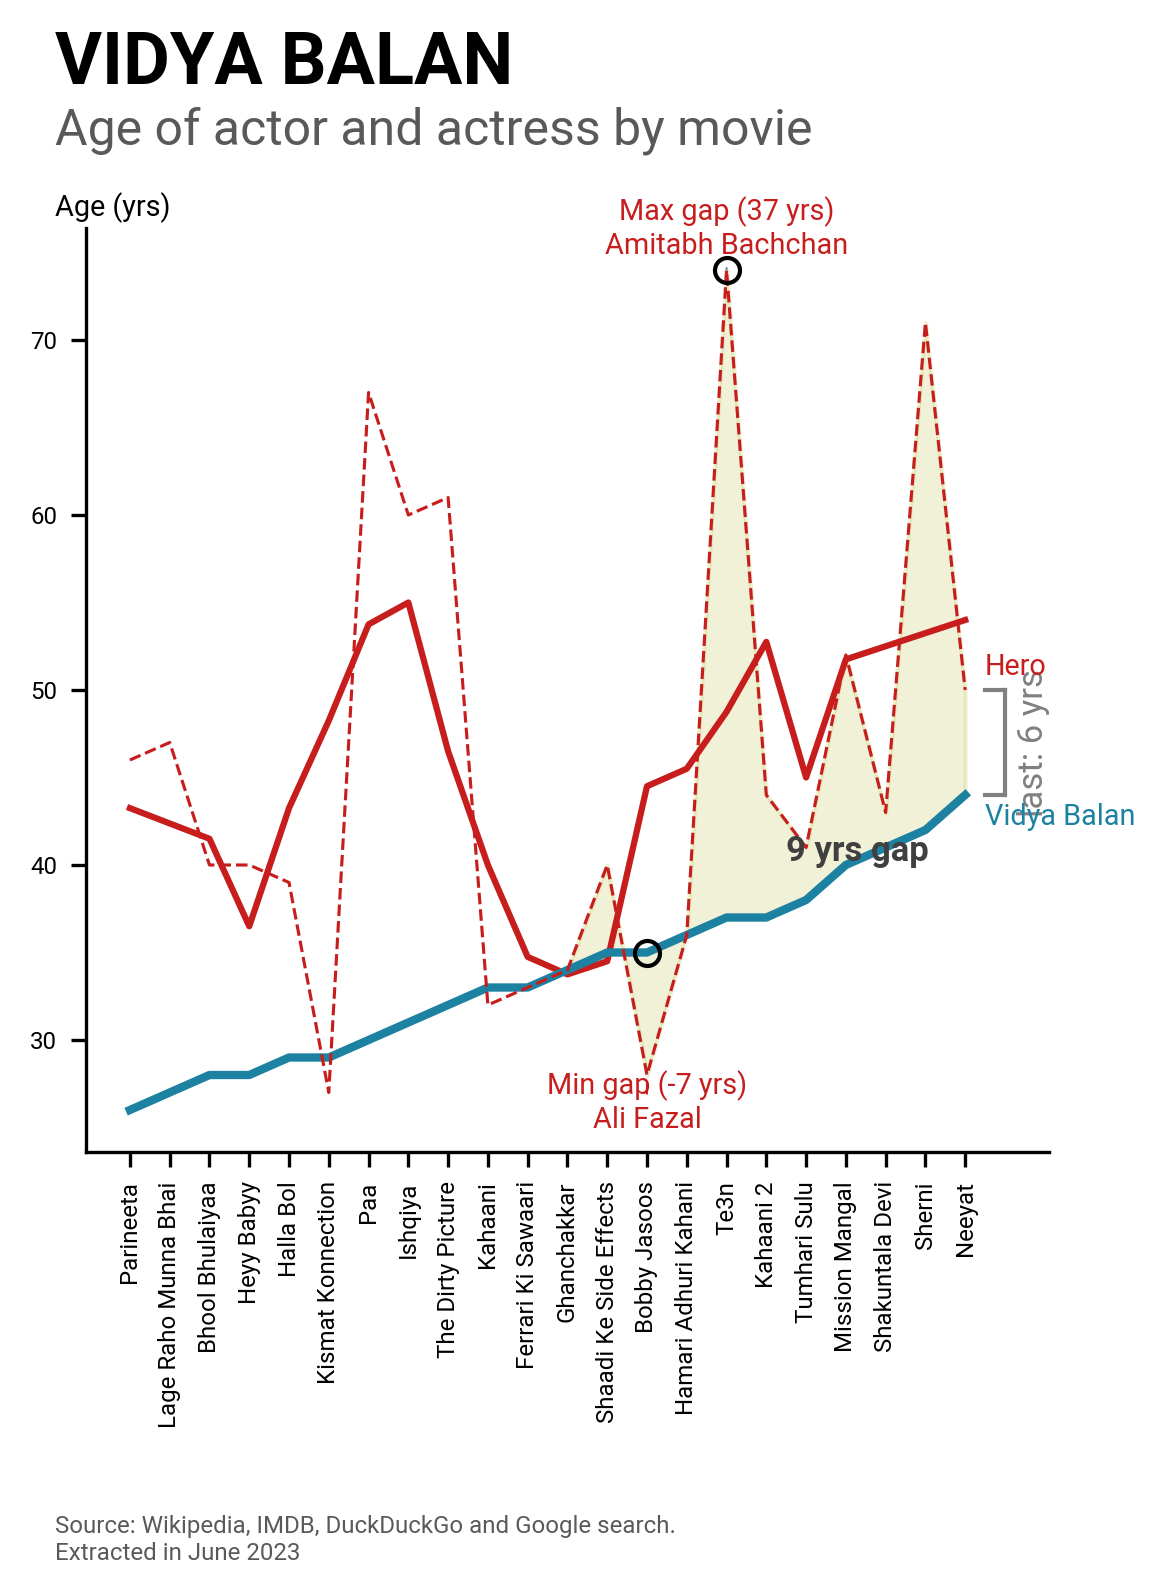 VIDYA BALAN
Age of actor and actress by movie
Age (yrs)
Max gap (37 yrs)
Amitabh Bachchan
70
60
50
40
30
Hero
last: 6 yrs
Vidya Balan
9 yrs gap
Min gap (-7 yrs)
Ali Fazal
Parineeta
Lage Raho Munna Bhai
Bhool Bhulaiyaa
Heyy Babyy
Halla Bol
Kismat Konnection
Paa
Ishqiya
The Dirty Picture
Kahaani
Ferrari Ki Sawaari
Ghanchakkar
Shaadi Ke Side Effects
Bobby Jasoos
Hamari Adhuri Kahani
Te3n
Kahaani 2
Tumhari Sulu
Mission Mangal
Shakuntala Devi
Sherni
Neeyat
Source: Wikipedia, IMDB, DuckDuckGo and Google search.
Extracted in June 2023